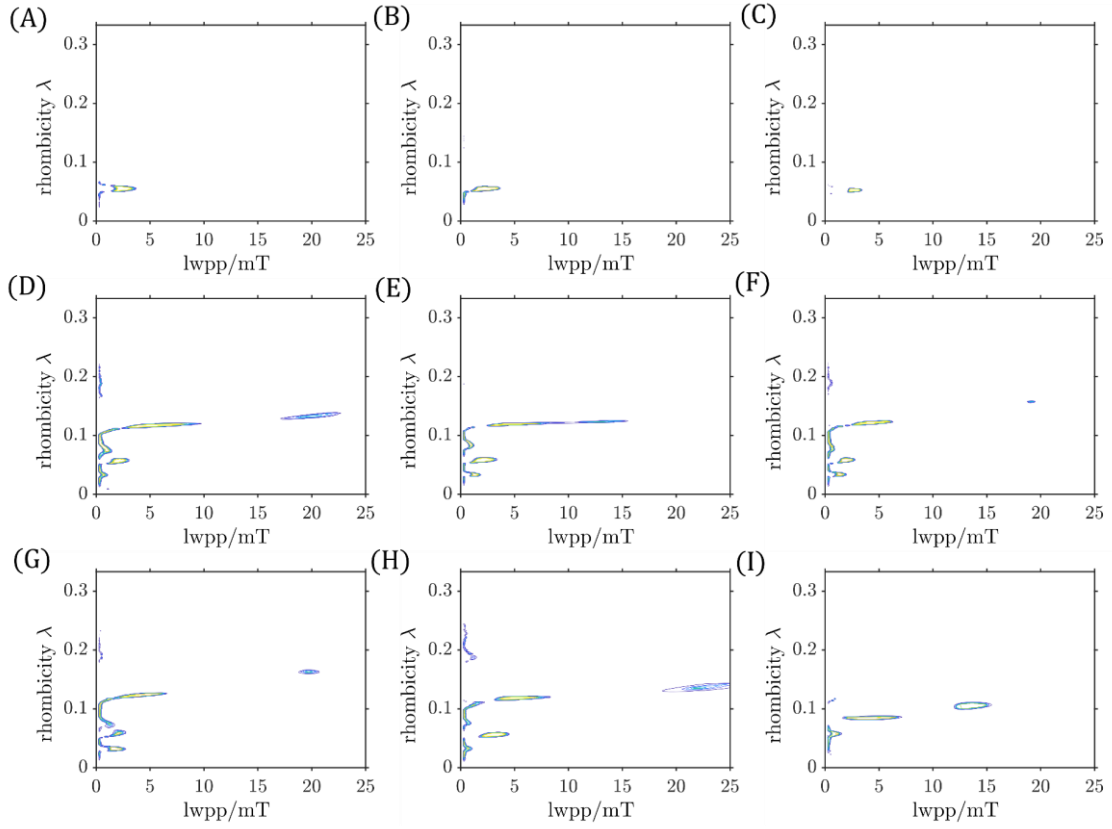 (A) (B) (C)
0.3 0.3 0.3
rhombicity λ rhombicity λ rhombicity λ
0.2 0.2 0.2
0.1 0.1 0.1
0 0 0
0 5 10 15 20 25 0 5 10 15 20 25 0 5 10 15 20 25
lwpp/mT lwpp/mT lwpp/mT
(D) (E) (F)
0.3 0.3 0.3
rhombicity λ rhombicity λ rhombicity λ
0.2 0.2 0.2
0.1 0.1 0.1
0 0 0
0 5 10 15 20 25 0 5 10 15 20 25 0 5 10 15 20 25
lwpp/mT lwpp/mT lwpp/mT
(G) (H) (I)
0.3 0.3 0.3
rhombicity λ rhombicity λ rhombicity λ
0.2 0.2 0.2
0.1 0.1 0.1
0 0 0
0 5 10 15 20 25 0 5 10 15 20 25 0 5 10 15 20 25
lwpp/mT lwpp/mT lwpp/mT